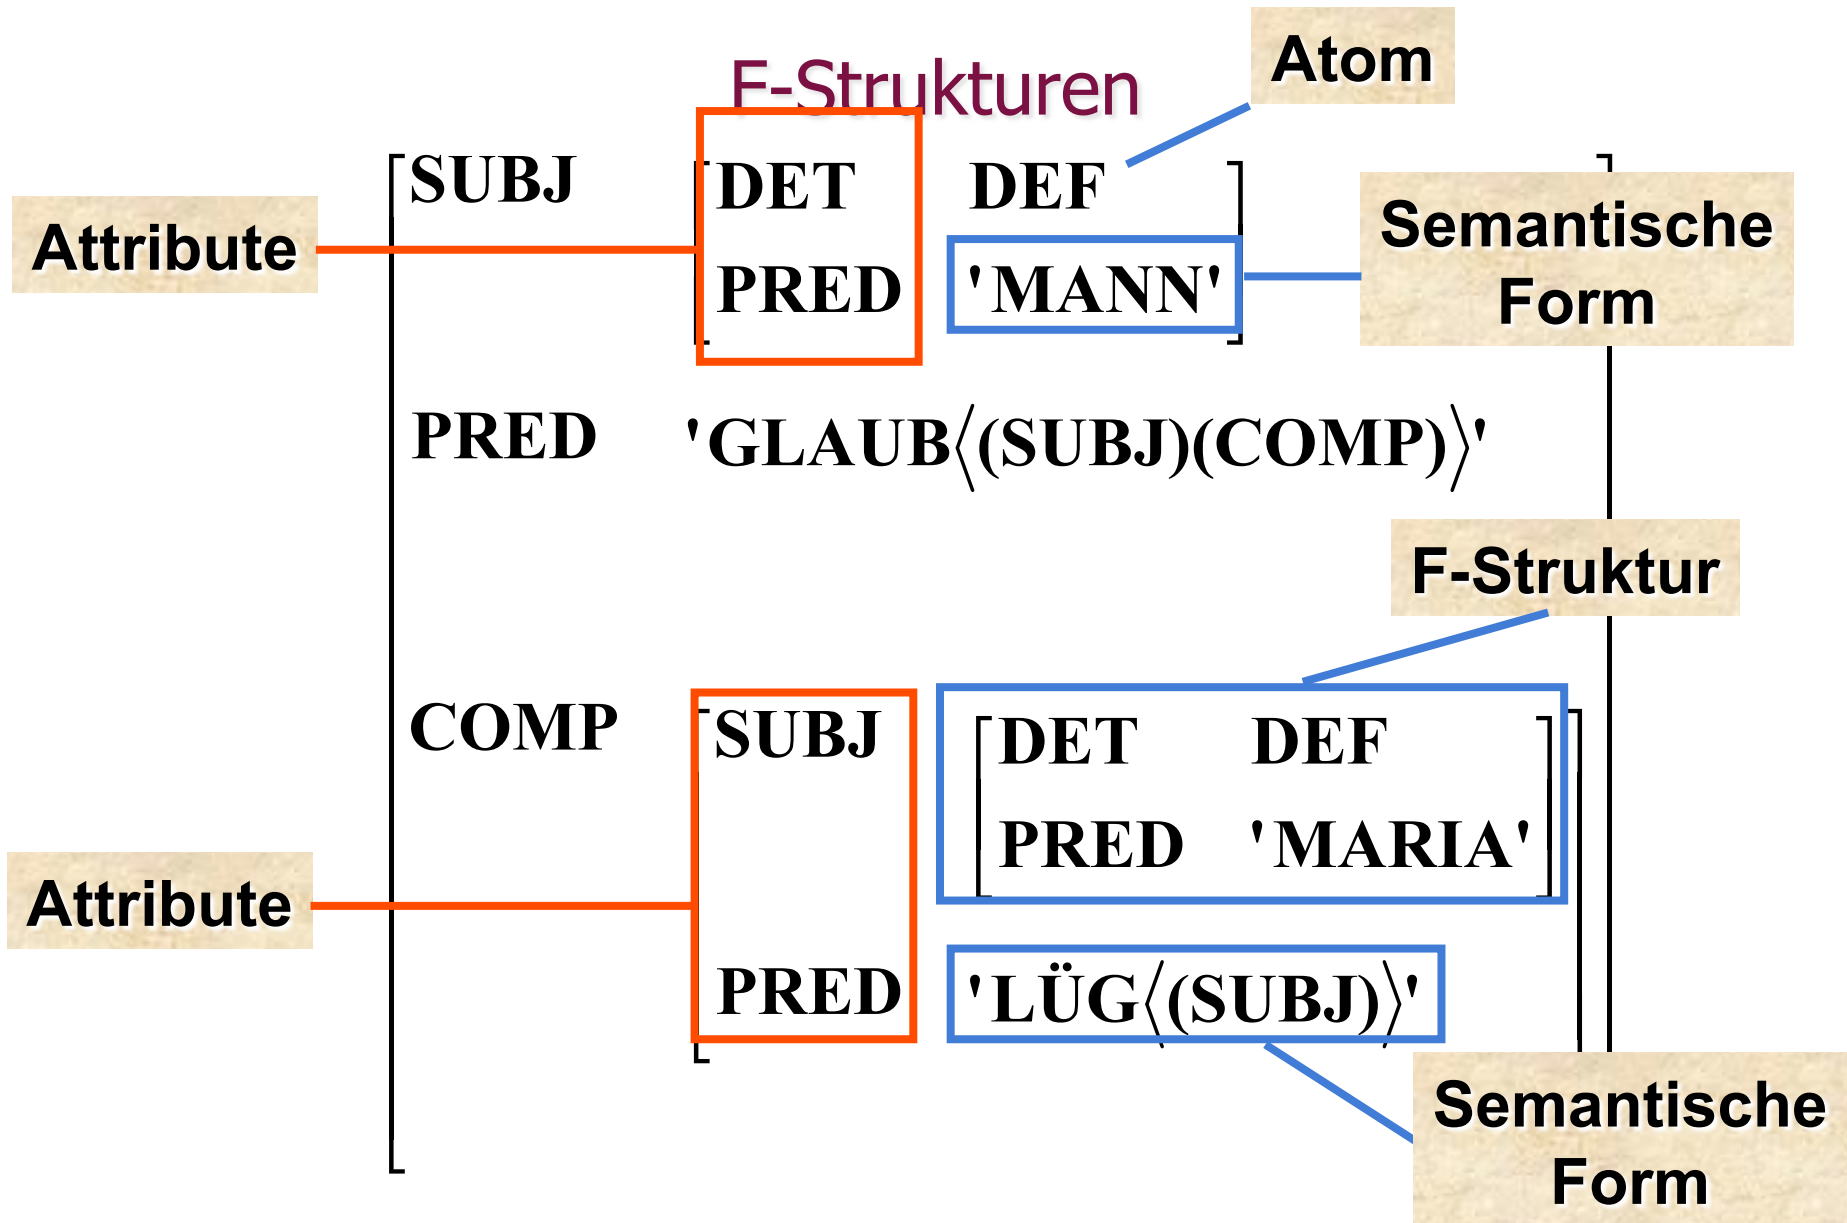 F-Strukturen
Atom
Attribute
SUBJ DET DEF
PRED 'MANN'
Semantische
Form
PRED 'GLAUB〈(SUBJ)(COMP)〉'
F-Struktur
COMP SUBJ DET DEF
PRED 'MARIA'
Attribute
PRED 'LÜG〈(SUBJ)〉'
Semantische
Form